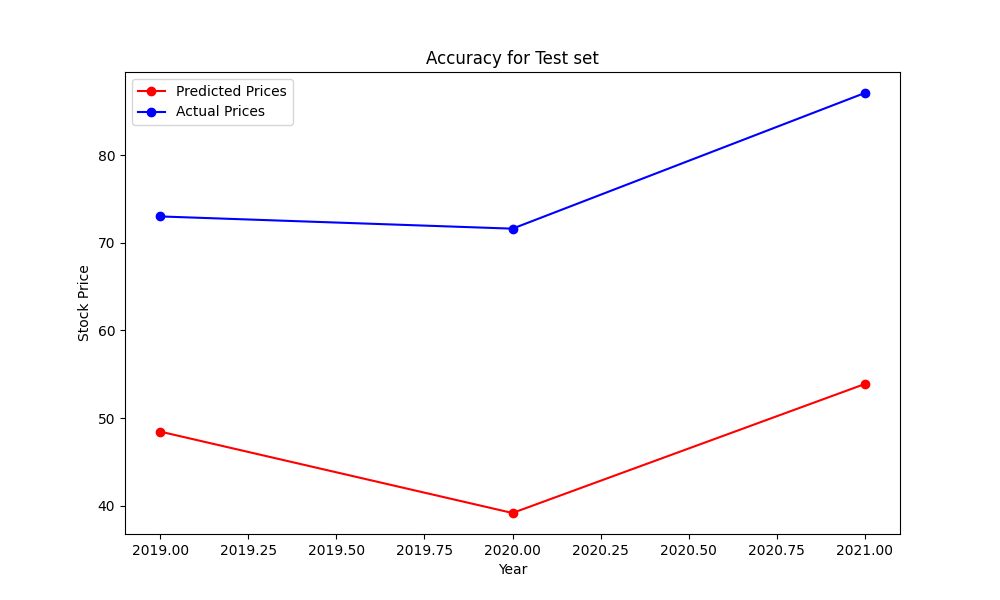 Accuracy for Test set
Predicted Prices
Actual Prices
Stock Price
80
70
60
50
40
2019.00 2019.25 2019.50 2019.75 2020.00 2020.25 2020.50 2020.75 2021.00
Year